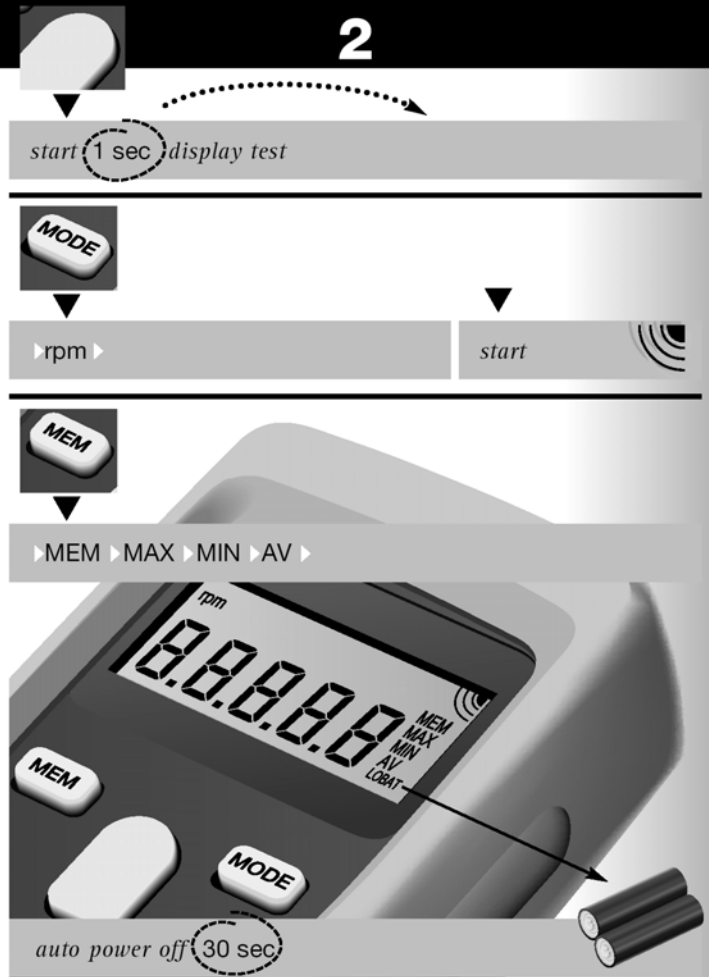 2
start 1 sec display test
MODE
rpm
start
MEM
MEM MAX MIN AV
rpm
8.8.8.8.8
MEM
MAX
MIN
AV
LOBAT
MEM
MODE
auto power off 30 sec